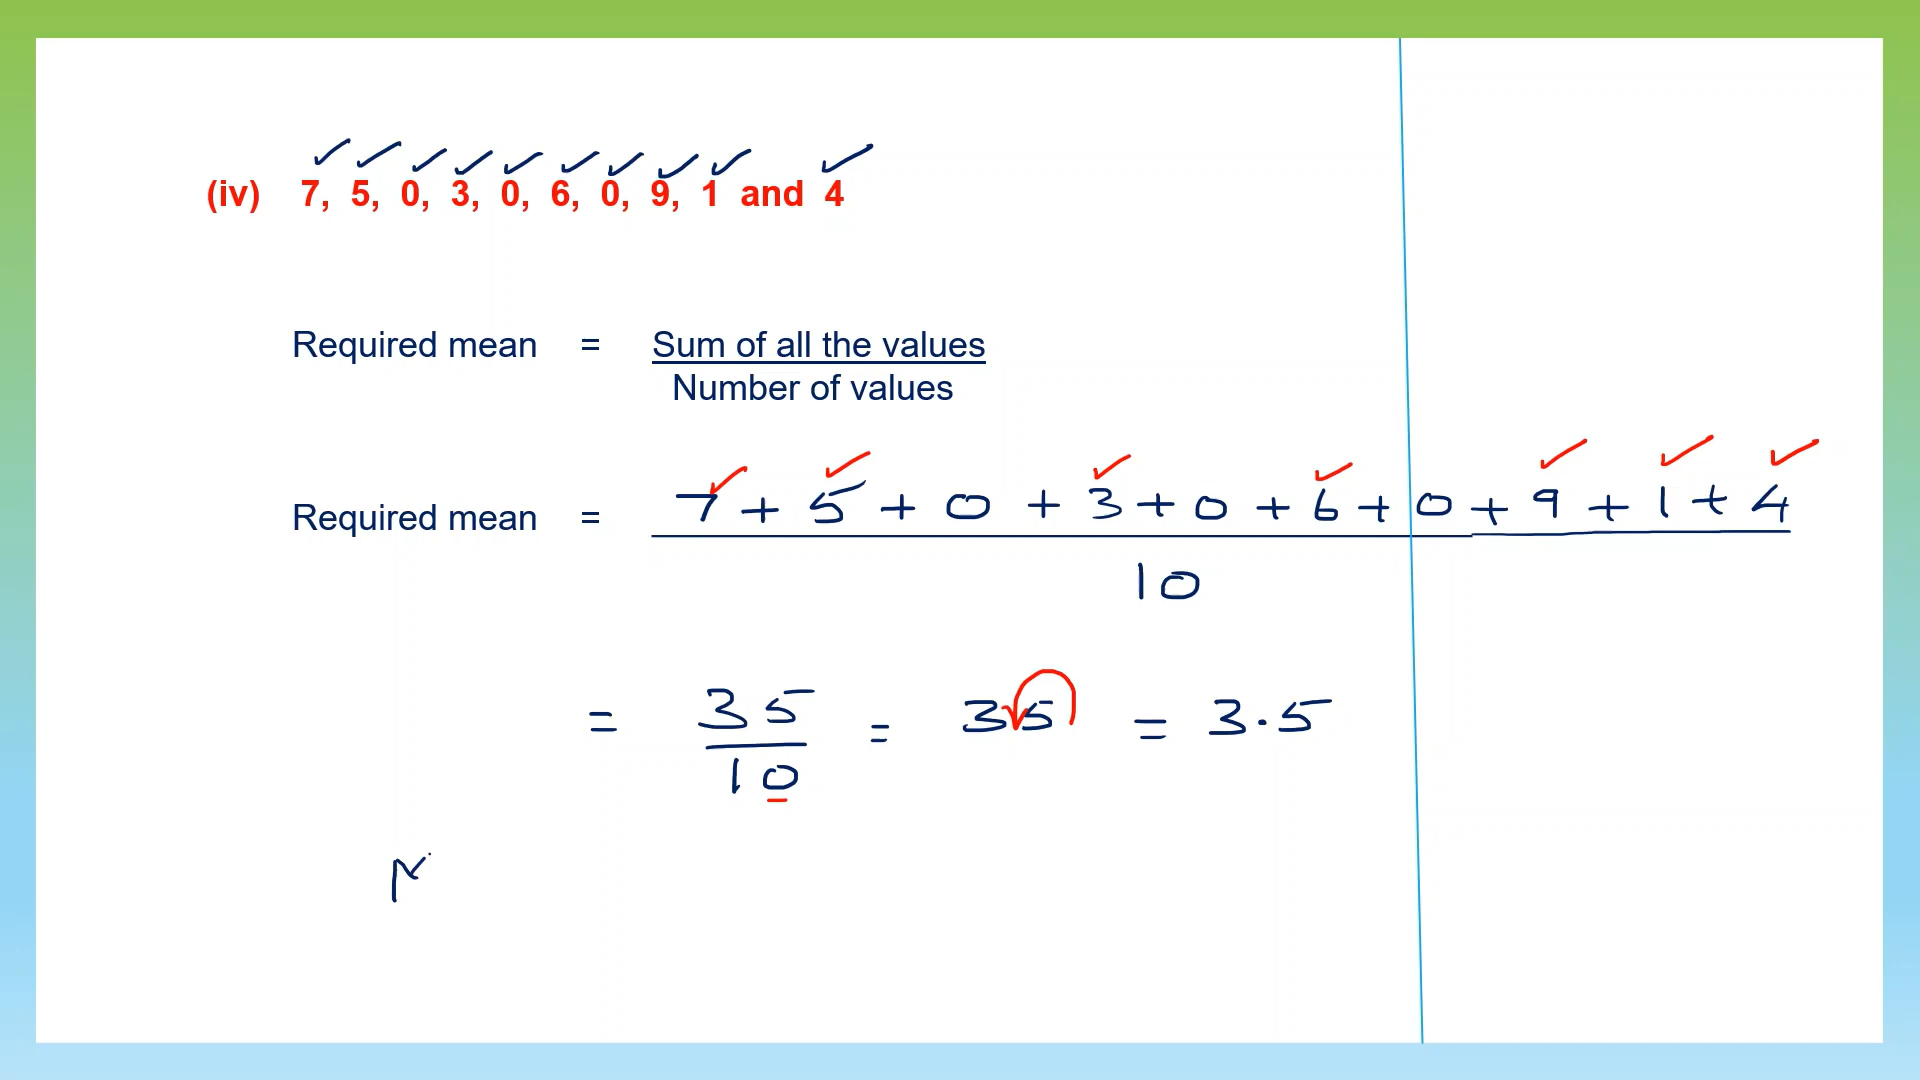 (iv) 7, 5, 0, 3, 0, 6, 0, 9, 1 and 4
Required mean = Sum of all the values
Number of values
Required mean = 7 + 5 + 0 + 3 + 0 + 6 + 0 + 9 + 1 + 4
10
= 35 = 35 = 3.5
10